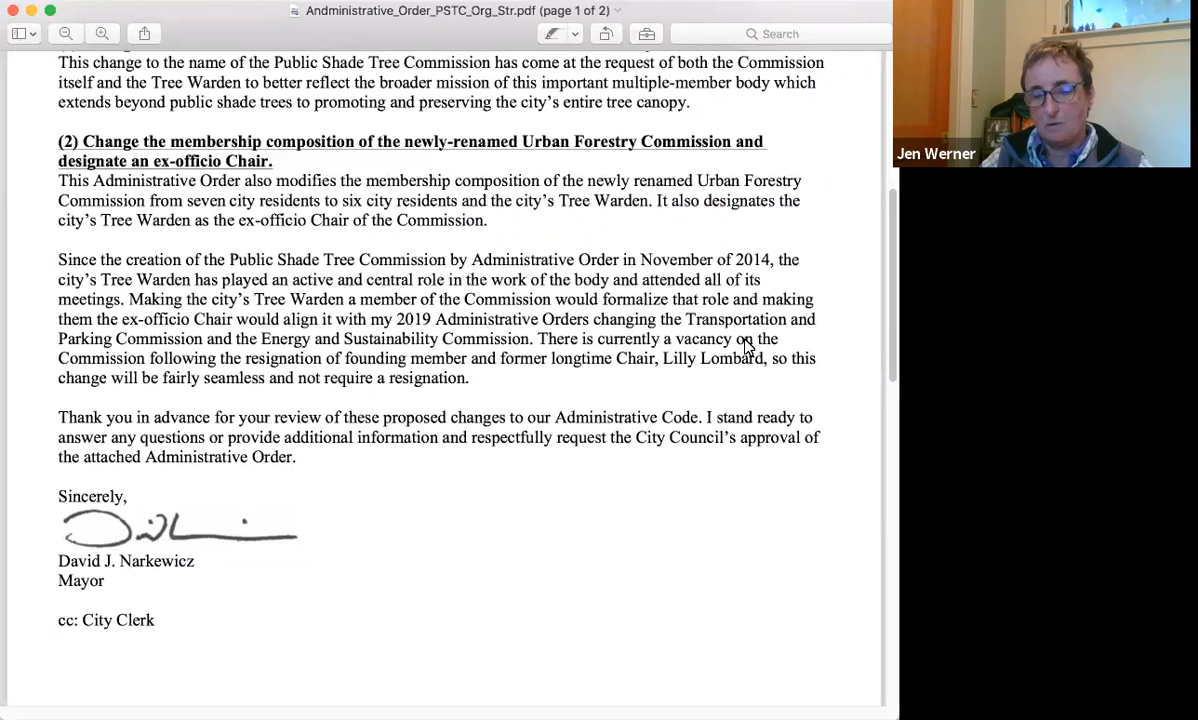 Andministrative_Order_PSTC_Org_Str.pdf (page 1 of 2)
Search
This change to the name of the Public Shade Tree Commission has come at the request of both the Commission
itself and the Tree Warden to better reflect the broader mission of this important multiple-member body which
extends beyond public shade trees to promoting and preserving the city's entire tree canopy.
(2) Change the membership composition of the newly-renamed Urban Forestry Commission and
designate an ex-officio Chair.
This Administrative Order also modifies the membership composition of the newly renamed Urban Forestry
Commission from seven city residents to six city residents and the city's Tree Warden. It also designates the
city's Tree Warden as the ex-officio Chair of the Commission.
Since the creation of the Public Shade Tree Commission by Administrative Order in November of 2014, the
city's Tree Warden has played an active and central role in the work of the body and attended all of its
meetings. Making the city's Tree Warden a member of the Commission would formalize that role and making
them the ex-officio Chair would align it with my 2019 Administrative Orders changing the Transportation and
Parking Commission and the Energy and Sustainability Commission. There is currently a vacancy on the
Commission following the resignation of founding member and former longtime Chair, Lilly Lombard, so this
change will be fairly seamless and not require a resignation.
Thank you in advance for your review of these proposed changes to our Administrative Code. I stand ready to
answer any questions or provide additional information and respectfully request the City Council's approval of
the attached Administrative Order.
Sincerely,
David J. Narkewicz
Mayor
cc: City Clerk
Jen Werner